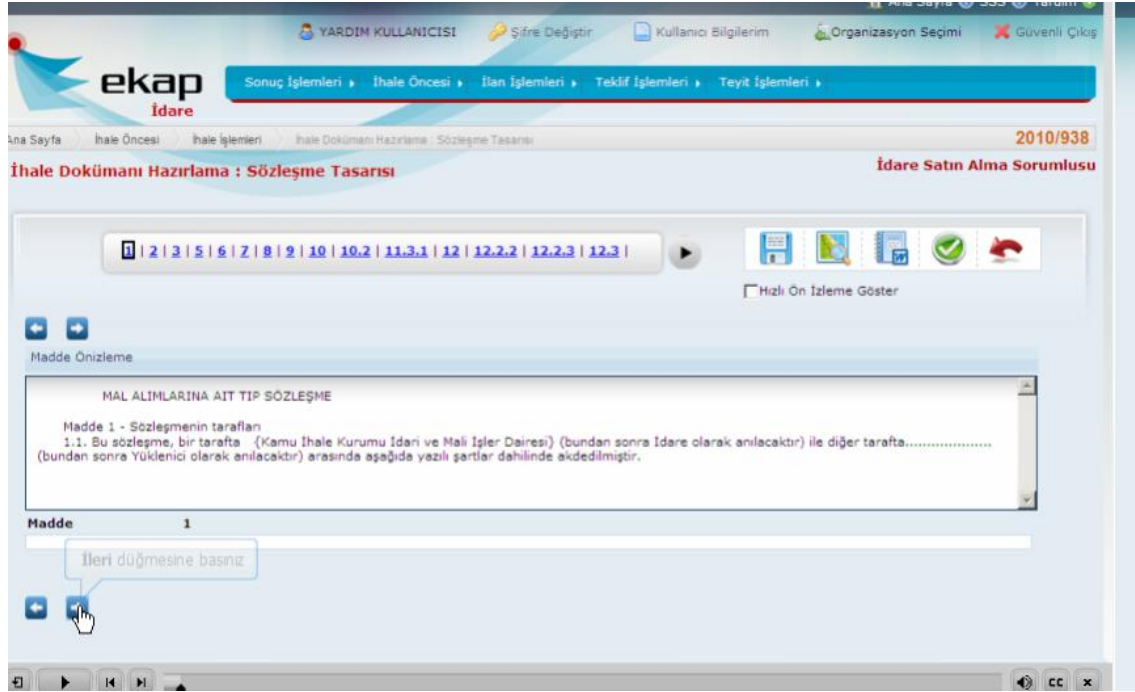 Ana Sayfa SSS Yardım
YARDIM KULLANICISI Şifre Değiştir Kullanıcı Bilgilerim Organizasyon Seçimi Güvenli Çıkış
ekap
İdare
Sonuç İşlemleri İhale Öncesi İlan İşlemleri Teklif İşlemleri Teyit İşlemleri
Ana Sayfa İhale Öncesi İhale İşlemleri İhale Dokümanı Hazırlama : Sözleşme Tasarısı 2010/938
İhale Dokümanı Hazırlama : Sözleşme Tasarısı İdare Satın Alma Sorumlusu
1 | 2 | 3 | 5 | 6 | 7 | 8 | 9 | 10 | 10.2 | 11.3.1 | 12 | 12.2.2 | 12.2.3 | 12.3 |
Hızlı Ön İzleme Göster
Madde Önizleme
MAL ALIMLARINA AİT TİP SÖZLEŞME
Madde 1 - Sözleşmenin tarafları
1.1. Bu sözleşme, bir tarafta {Kamu İhale Kurumu İdari ve Mali İşler Dairesi} (bundan sonra İdare olarak anılacaktır) ile diğer tarafta....................
(bundan sonra Yüklenici olarak anılacaktır) arasında aşağıda yazılı şartlar dahilinde akdedilmiştir.
Madde 1
İleri düğmesine basınız
CC